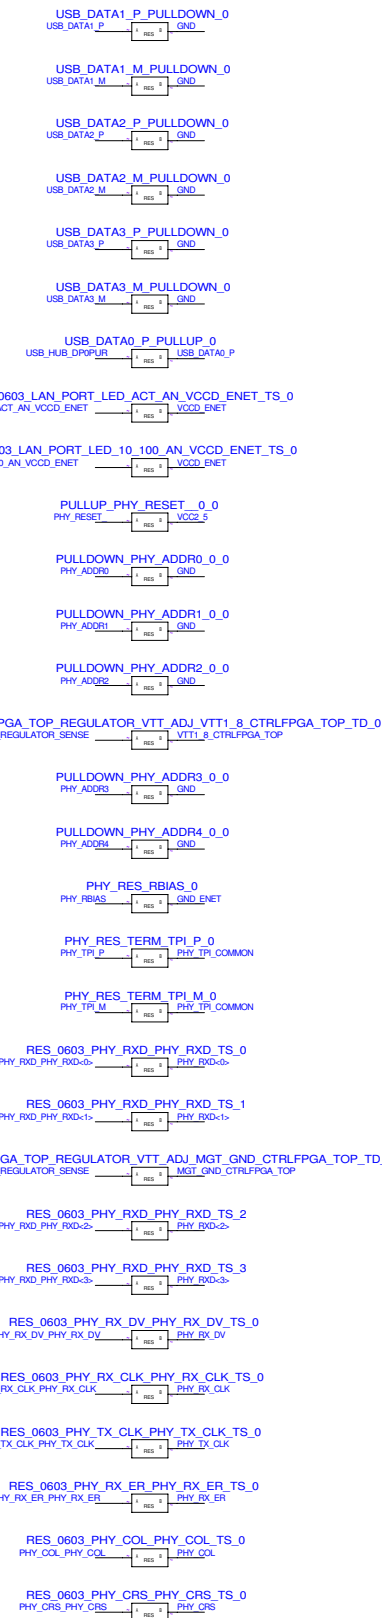 USB_DATA1_P_PULLDOWN_0
USB_DATA1_P A B GND
RES
USB_DATA1_M_PULLDOWN_0
USB_DATA1_M A B GND
RES
USB_DATA2_P_PULLDOWN_0
USB_DATA2_P A B GND
RES
USB_DATA2_M_PULLDOWN_0
USB_DATA2_M A B GND
RES
USB_DATA3_P_PULLDOWN_0
USB_DATA3_P A B GND
RES
USB_DATA3_M_PULLDOWN_0
USB_DATA3_M A B GND
RES
USB_DATA0_P_PULLUP_0
USB_HUB_DP0PUR A B USB_DATA0_P
RES
0603_LAN_PORT_LED_ACT_AN_VCCD_ENET_TS_0
ACT_AN_VCCD_ENET A B VCCD_ENET
RES
03_LAN_PORT_LED_10_100_AN_VCCD_ENET_TS_0
0_AN_VCCD_ENET A B VCCD_ENET
RES
PULLUP_PHY_RESET__0_0
PHY_RESET_ A B VCC2_5
RES
PULLDOWN_PHY_ADDR0_0_0
PHY_ADDR0 A B GND
RES
PULLDOWN_PHY_ADDR1_0_0
PHY_ADDR1 A B GND
RES
PULLDOWN_PHY_ADDR2_0_0
PHY_ADDR2 A B GND
RES
PGA_TOP_REGULATOR_VTT_ADJ_VTT1_8_CTRLFPGA_TOP_TD_0
REGULATOR_SENSE A B VTT1_8_CTRLFPGA_TOP
RES
PULLDOWN_PHY_ADDR3_0_0
PHY_ADDR3 A B GND
RES
PULLDOWN_PHY_ADDR4_0_0
PHY_ADDR4 A B GND
RES
PHY_RES_RBIAS_0
PHY_RBIAS A B GND_ENET
RES
PHY_RES_TERM_TPI_P_0
PHY_TPI_P A B PHY_TPI_COMMON
RES
PHY_RES_TERM_TPI_M_0
PHY_TPI_M A B PHY_TPI_COMMON
RES
RES_0603_PHY_RXD_PHY_RXD_TS_0
PHY_RXD_PHY_RXD<0> A B PHY_RXD<0>
RES
RES_0603_PHY_RXD_PHY_RXD_TS_1
PHY_RXD_PHY_RXD<1> A B PHY_RXD<1>
RES
GA_TOP_REGULATOR_VTT_ADJ_MGT_GND_CTRLFPGA_TOP_TD_
REGULATOR_SENSE A B MGT_GND_CTRLFPGA_TOP
RES
RES_0603_PHY_RXD_PHY_RXD_TS_2
PHY_RXD_PHY_RXD<2> A B PHY_RXD<2>
RES
RES_0603_PHY_RXD_PHY_RXD_TS_3
PHY_RXD_PHY_RXD<3> A B PHY_RXD<3>
RES
RES_0603_PHY_RX_DV_PHY_RX_DV_TS_0
HY_RX_DV_PHY_RX_DV A B PHY_RX_DV
RES
RES_0603_PHY_RX_CLK_PHY_RX_CLK_TS_0
RX_CLK_PHY_RX_CLK A B PHY_RX_CLK
RES
RES_0603_PHY_TX_CLK_PHY_TX_CLK_TS_0
TX_CLK_PHY_TX_CLK A B PHY_TX_CLK
RES
RES_0603_PHY_RX_ER_PHY_RX_ER_TS_0
HY_RX_ER_PHY_RX_ER A B PHY_RX_ER
RES
RES_0603_PHY_COL_PHY_COL_TS_0
PHY_COL_PHY_COL A B PHY_COL
RES
RES_0603_PHY_CRS_PHY_CRS_TS_0
PHY_CRS_PHY_CRS A B PHY_CRS
RES